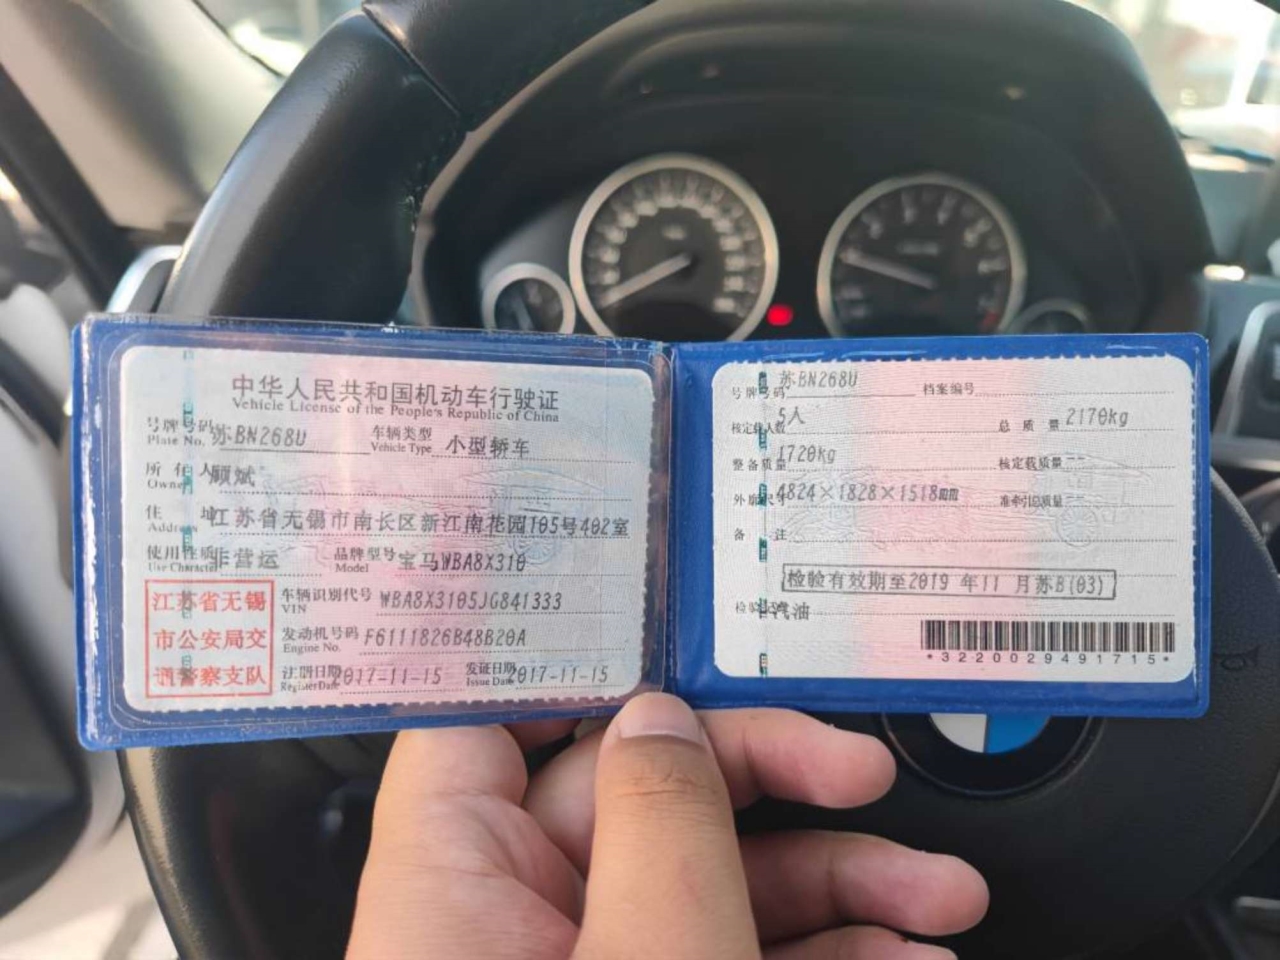 中华人民共和国机动车行驶证
Vehicle License of the People's Republic of China
号牌号码 苏BN268U 车辆类型 小型轿车
Plate No. Vehicle Type
所有人 顾斌
Owner
住址 江苏省无锡市南长区新江南花园105号402室
Address
使用性质 非营运 品牌型号 宝马WBA8X310
Use Character Model
江苏省无锡
市公安局交
通警察支队
车辆识别代号 WBA8X3105JG841333
VIN
发动机号码 F6111826B48B20A
Engine No.
注册日期 2017-11-15 发证日期 2017-11-15
Register Date Issue Date
号牌号码 苏BN268U 档案编号
核定载人数 5人 总质量 2170kg
整备质量 1720kg 核定载质量 --
外廓尺寸 4824×1828×1518mm 准牵引总质量 --
备注
检验有效期至2019 年11 月苏B(03)
检验记录 汽油
*3220029491715*